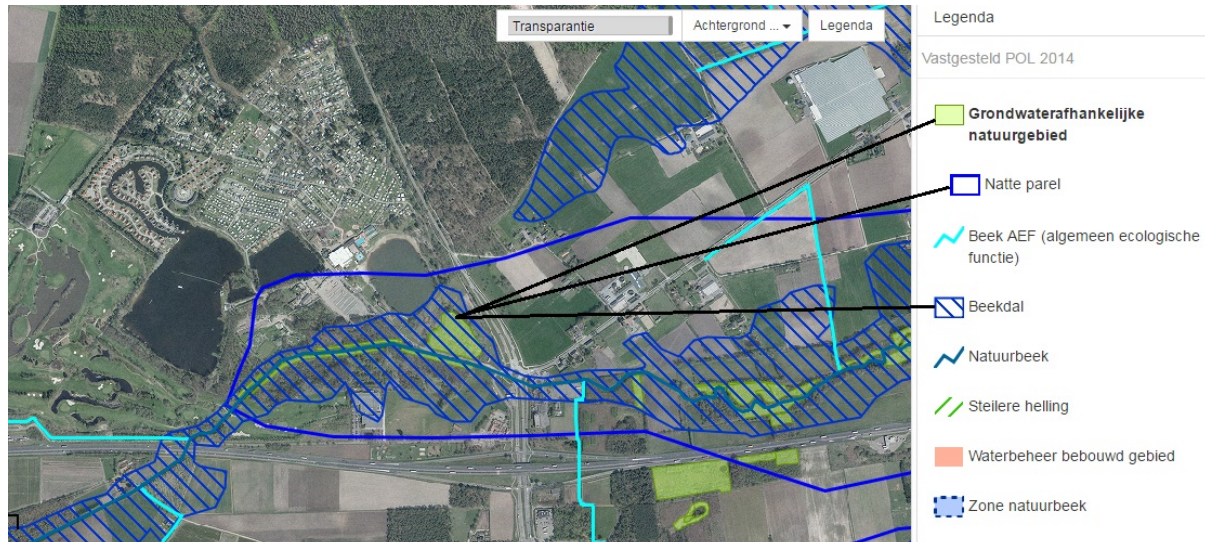 Transparantie
Achtergrond ...
Legenda
Legenda
Vastgesteld POL 2014
Grondwaterafhankelijke
natuurgebied
Natte parel
Beek AEF (algemeen ecologische
functie)
Beekdal
Natuurbeek
Steilere helling
Waterbeheer bebouwd gebied
Zone natuurbeek